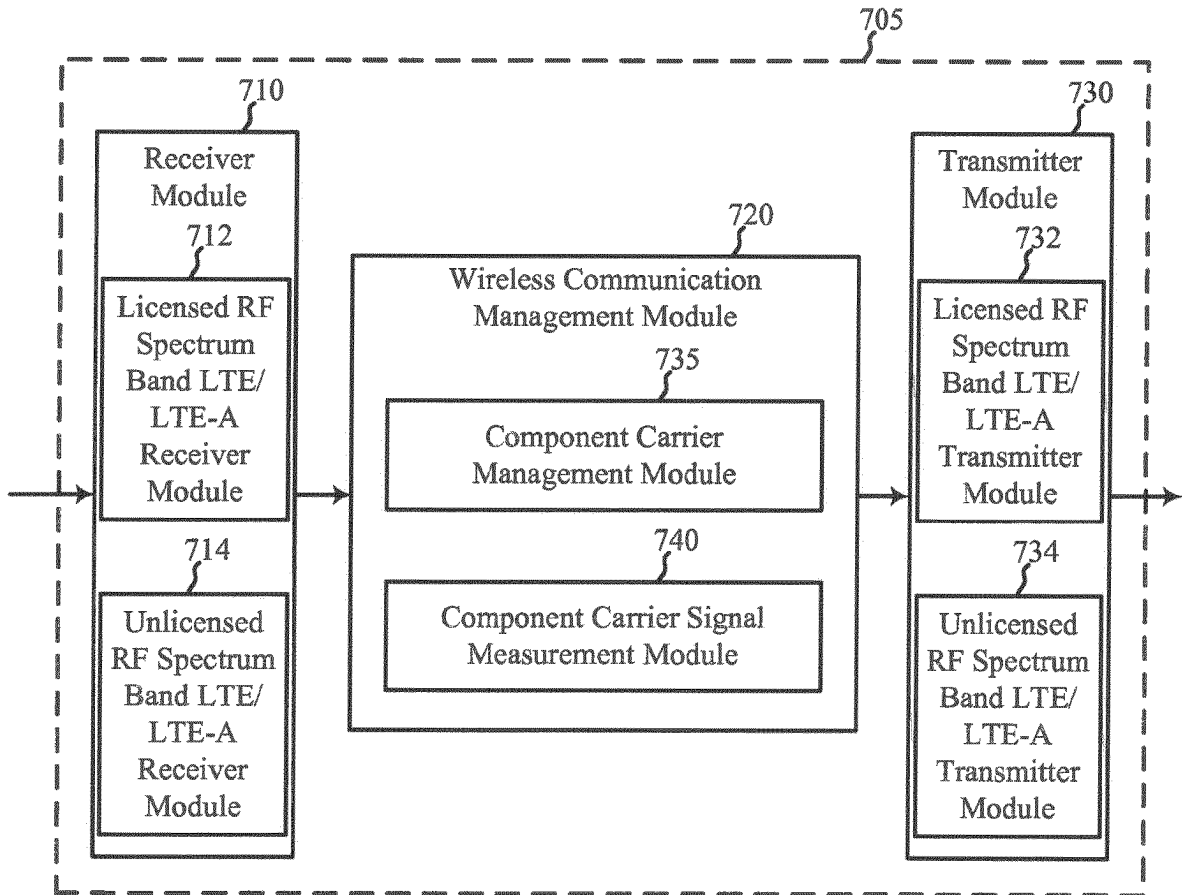 705
710
Receiver
Module
712
Licensed RF
Spectrum
Band LTE/
LTE-A
Receiver
Module
714
Unlicensed
RF Spectrum
Band LTE/
LTE-A
Receiver
Module
720
Wireless Communication
Management Module
735
Component Carrier
Management Module
740
Component Carrier Signal
Measurement Module
730
Transmitter
Module
732
Licensed RF
Spectrum
Band LTE/
LTE-A
Transmitter
Module
734
Unlicensed
RF Spectrum
Band LTE/
LTE-A
Transmitter
Module